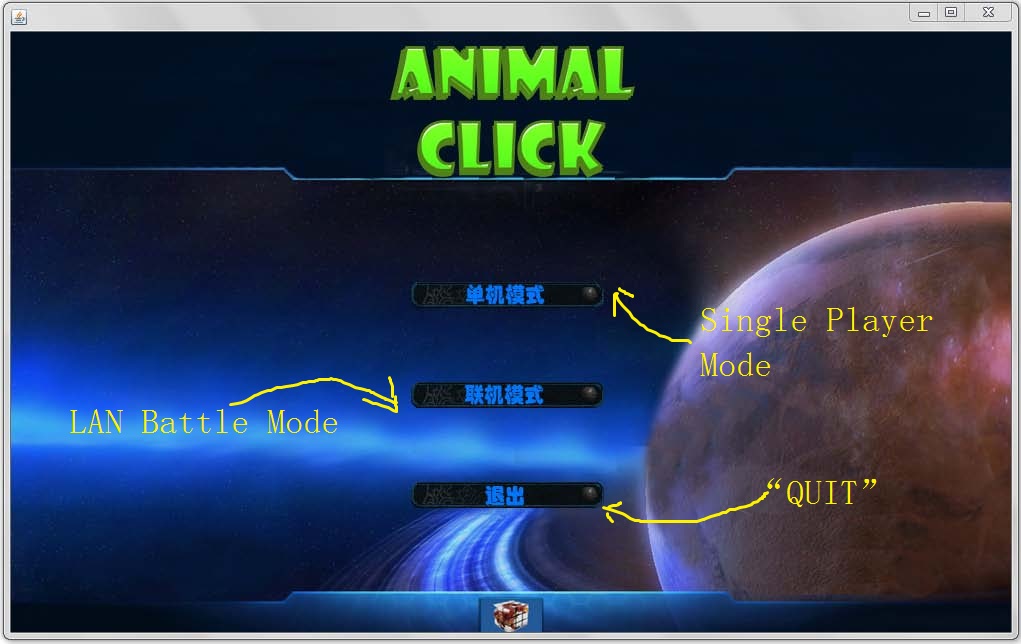 ANIMAL
CLICK
单机模式
Single Player
Mode
联机模式
LAN Battle Mode
退出
“QUIT”